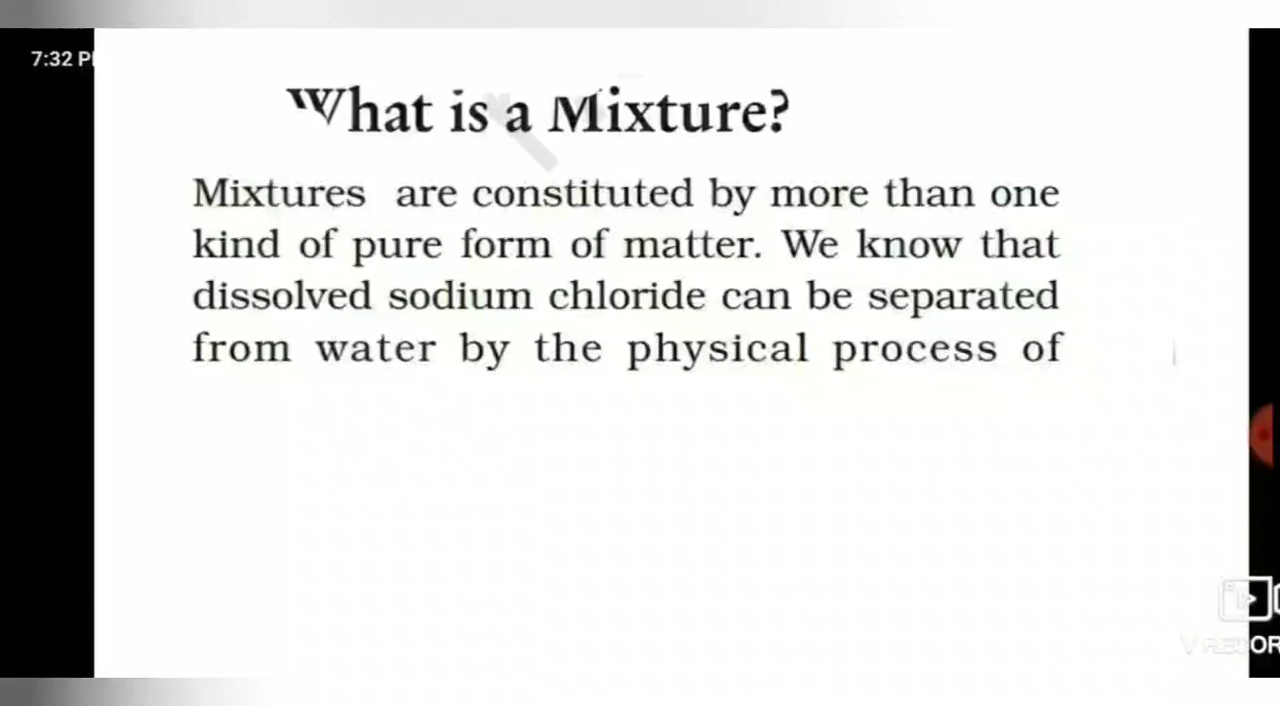 7:32 P
What is a Mixture?
Mixtures are constituted by more than one
kind of pure form of matter. We know that
dissolved sodium chloride can be separated
from water by the physical process of
V RECOR